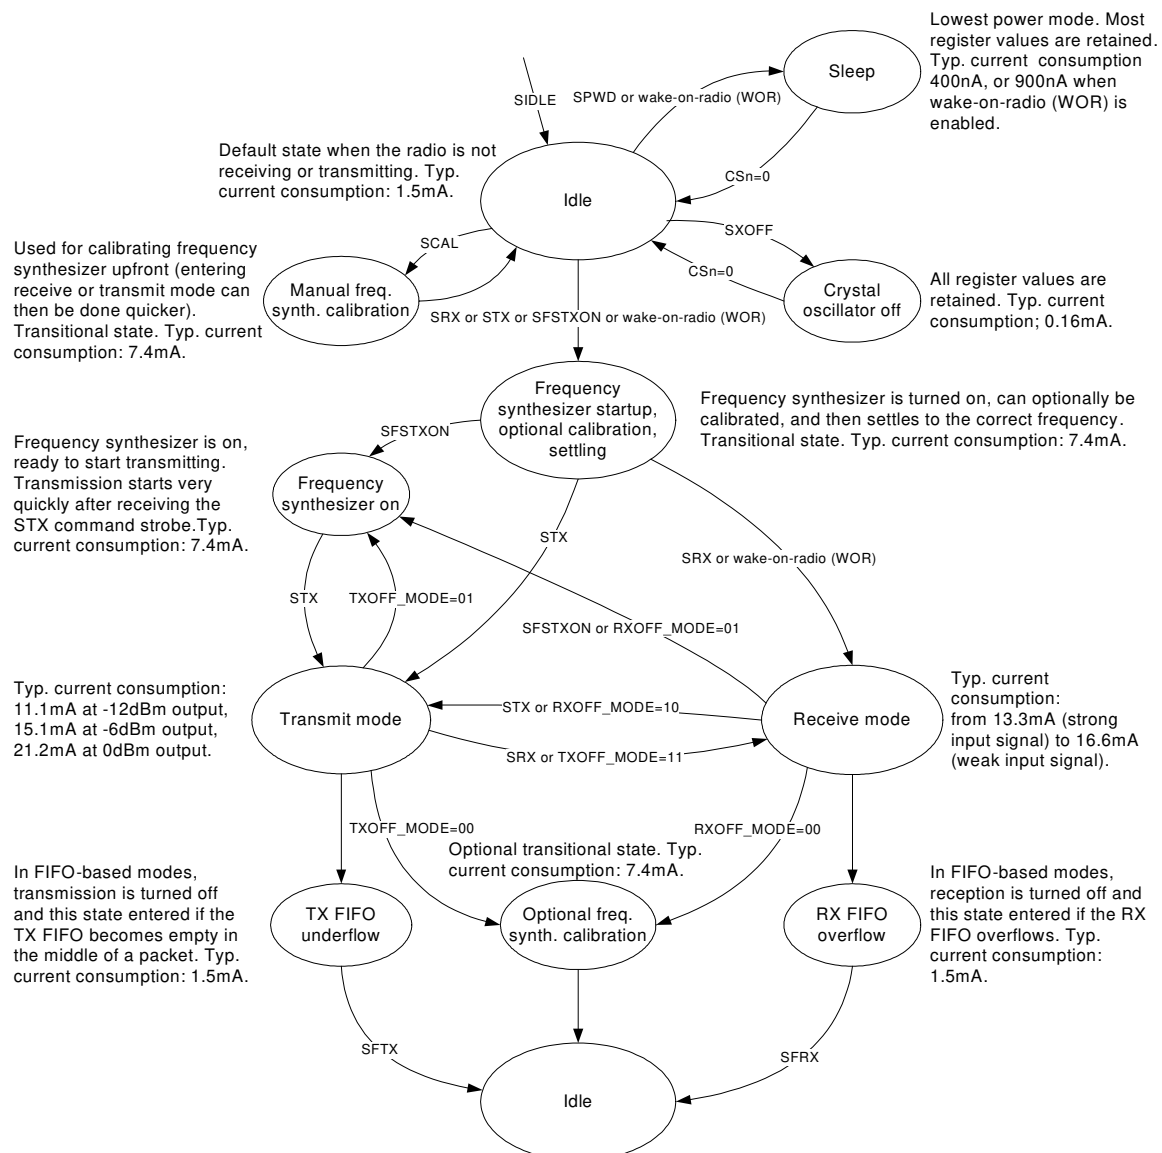 Lowest power mode. Most
register values are retained.
Typ. current consumption
400nA, or 900nA when
wake-on-radio (WOR) is
enabled.
Sleep
SIDLE
SPWD or wake-on-radio (WOR)
Default state when the radio is not
receiving or transmitting. Typ.
current consumption: 1.5mA.
Idle
CSn=0
Used for calibrating frequency
synthesizer upfront (entering
receive or transmit mode can
then be done quicker).
Transitional state. Typ. current
consumption: 7.4mA.
SCAL
SXOFF
CSn=0
Manual freq.
synth. calibration
Crystal
oscillator off
All register values are
retained. Typ. current
consumption; 0.16mA.
SRX or STX or SFSTXON or wake-on-radio (WOR)
Frequency
synthesizer startup,
optional calibration,
settling
Frequency synthesizer is turned on, can optionally be
calibrated, and then settles to the correct frequency.
Transitional state. Typ. current consumption: 7.4mA.
SFSTXON
Frequency synthesizer is on,
ready to start transmitting.
Transmission starts very
quickly after receiving the
STX command strobe.Typ.
current consumption: 7.4mA.
Frequency
synthesizer on
STX
SRX or wake-on-radio (WOR)
STX
TXOFF_MODE=01
SFSTXON or RXOFF_MODE=01
Typ. current consumption:
11.1mA at -12dBm output,
15.1mA at -6dBm output,
21.2mA at 0dBm output.
Transmit mode
STX or RXOFF_MODE=10
SRX or TXOFF_MODE=11
Receive mode
Typ. current
consumption:
from 13.3mA (strong
input signal) to 16.6mA
(weak input signal).
TXOFF_MODE=00
RXOFF_MODE=00
Optional transitional state. Typ.
current consumption: 7.4mA.
In FIFO-based modes,
transmission is turned off
and this state entered if the
TX FIFO becomes empty in
the middle of a packet. Typ.
current consumption: 1.5mA.
TX FIFO
underflow
Optional freq.
synth. calibration
RX FIFO
overflow
In FIFO-based modes,
reception is turned off and
this state entered if the RX
FIFO overflows. Typ.
current consumption:
1.5mA.
SFTX
SFRX
Idle